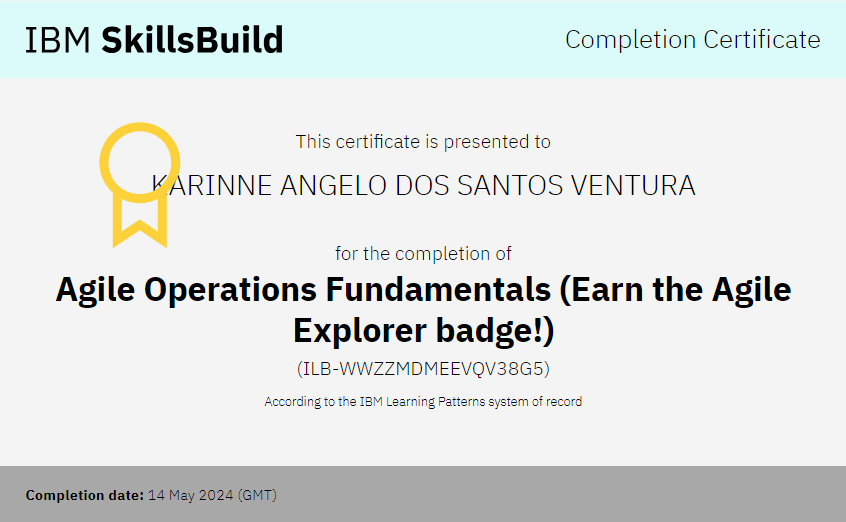 IBM SkillsBuild
Completion Certificate
This certificate is presented to
KARINNE ANGELO DOS SANTOS VENTURA
for the completion of
Agile Operations Fundamentals (Earn the Agile
Explorer badge!)
(ILB-WWZZMDMEEVQV38G5)
According to the IBM Learning Patterns system of record
Completion date: 14 May 2024 (GMT)